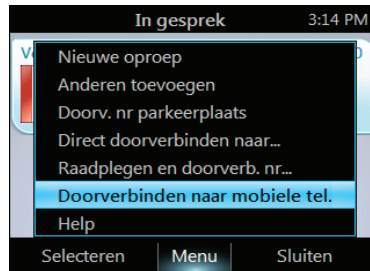 In gesprek 3:14 PM
Nieuwe oproep
Anderen toevoegen
Doorv. nr parkeerplaats
Direct doorverbinden naar...
Raadplegen en doorverb. nr...
Doorverbinden naar mobiele tel.
Help
Selecteren Menu Sluiten